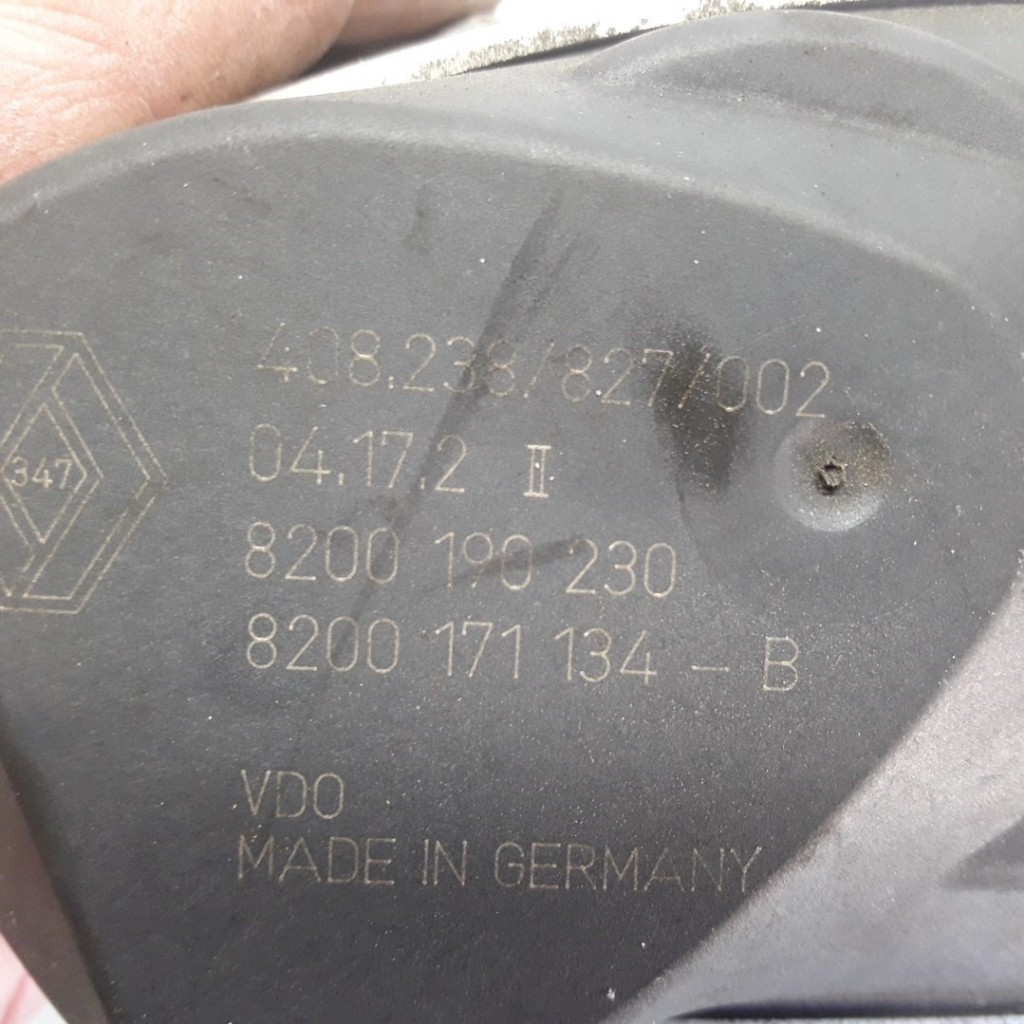 408.238/827/002
04.17.2 II
347
8200 190 230
8200 171 134 - B
VDO
MADE IN GERMANY